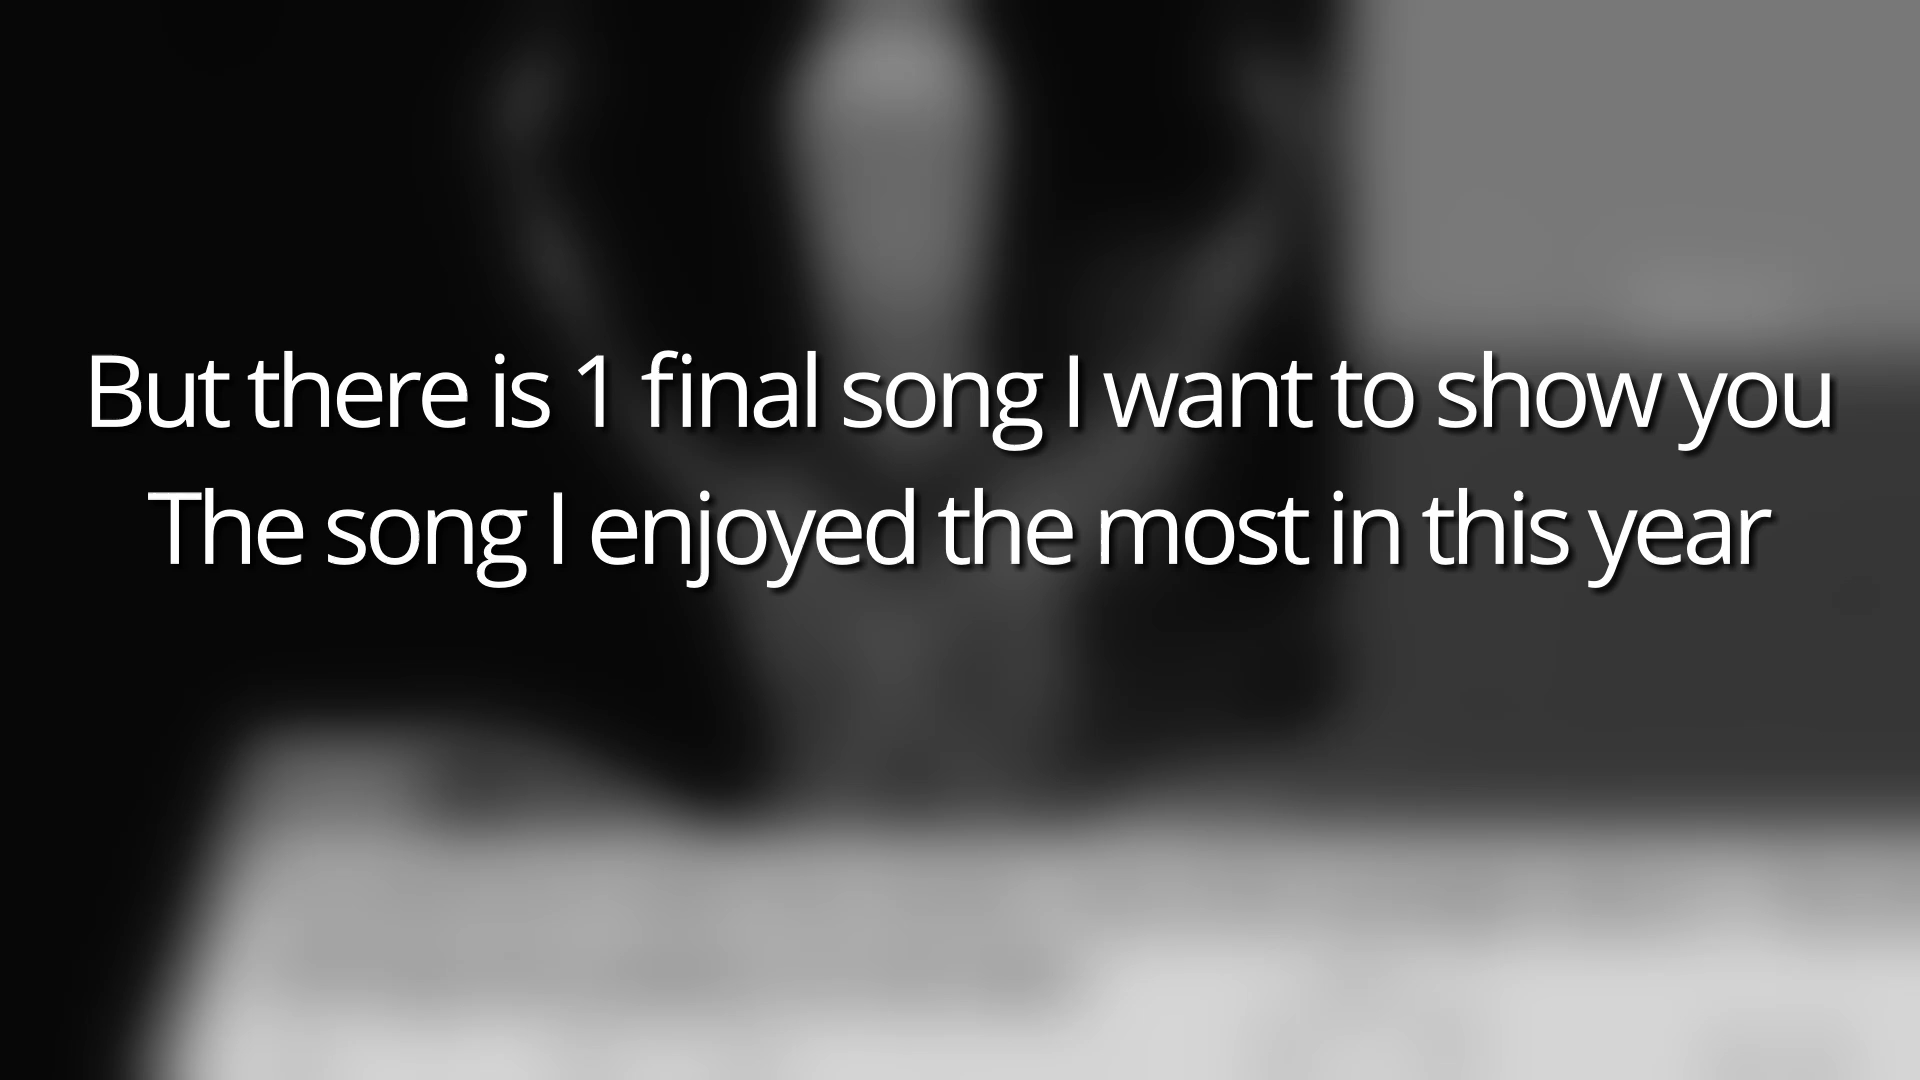 But there is 1 final song I want to show you
The song I enjoyed the most in this year